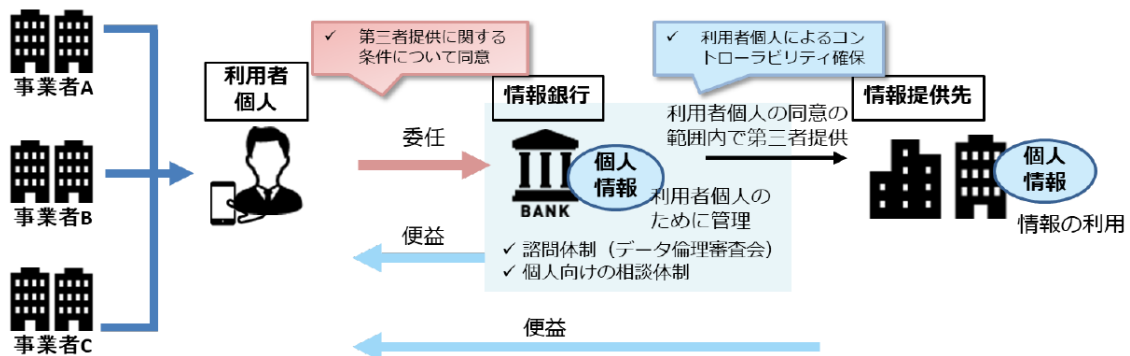 事業者A
事業者B
事業者C
利用者
個人
✓ 第三者提供に関する
条件について同意
委任
便益
情報銀行
BANK
個人
情報
利用者個人の
ために管理
✓ 諮問体制（データ倫理審査会）
✓ 個人向けの相談体制
✓ 利用者個人によるコン
トローラビリティ確保
利用者個人の同意の
範囲内で第三者提供
情報提供先
個人
情報
情報の利用
便益